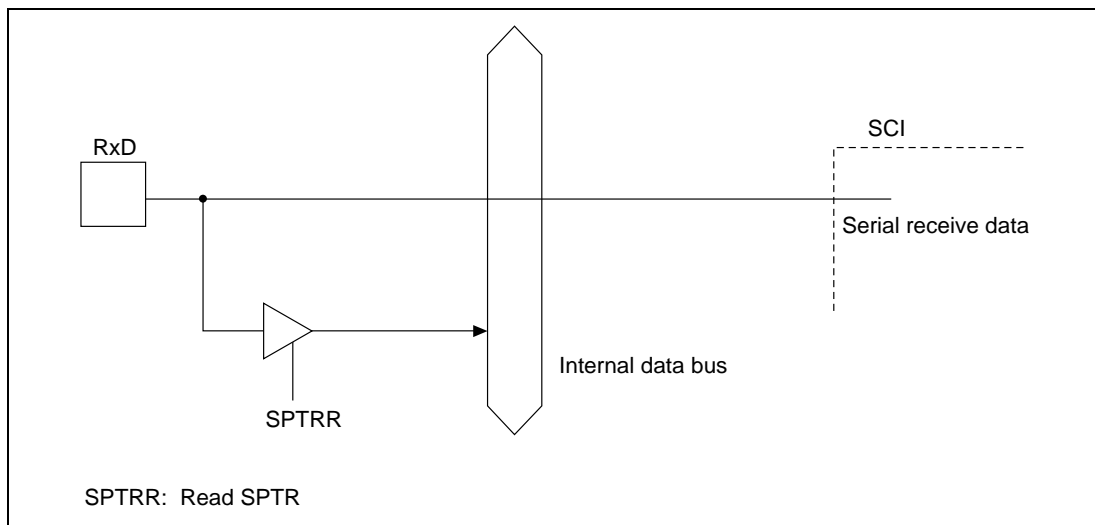 SCI
RxD
Serial receive data
Internal data bus
SPTRR
SPTRR: Read SPTR